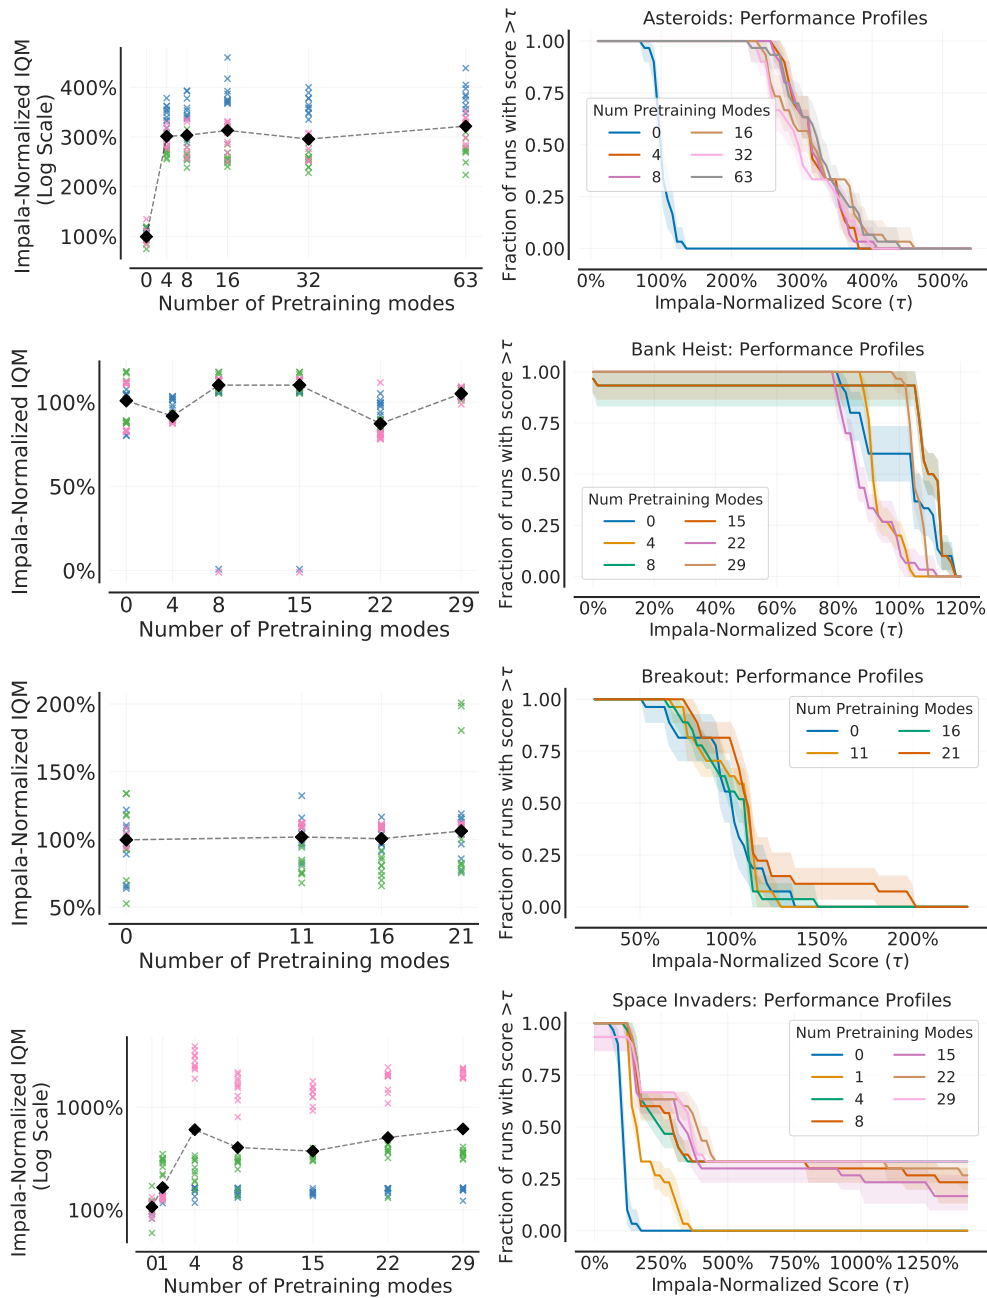 Impala-Normalized IQM
(Log Scale)
400%
300%
200%
100%
0 4 8 16 32 63
Number of Pretraining modes
Asteroids: Performance Profiles
Fraction of runs with score >τ
1.00
0.75
0.50
0.25
0.00
Num Pretraining Modes
0 16
4 32
8 63
0% 100% 200% 300% 400% 500%
Impala-Normalized Score (τ)
Impala-Normalized IQM
100%
50%
0%
0 4 8 15 22 29
Number of Pretraining modes
Bank Heist: Performance Profiles
Fraction of runs with score >τ
1.00
0.75
0.50
0.25
0.00
Num Pretraining Modes
0 15
4 22
8 29
0% 20% 40% 60% 80% 100% 120%
Impala-Normalized Score (τ)
Impala-Normalized IQM
200%
150%
100%
50%
0 11 16 21
Number of Pretraining modes
Breakout: Performance Profiles
Fraction of runs with score >τ
1.00
0.75
0.50
0.25
0.00
Num Pretraining Modes
0 16
11 21
50% 100% 150% 200%
Impala-Normalized Score (τ)
Impala-Normalized IQM
(Log Scale)
1000%
100%
0 1 4 8 15 22 29
Number of Pretraining modes
Space Invaders: Performance Profiles
Fraction of runs with score >τ
1.00
0.75
0.50
0.25
0.00
Num Pretraining Modes
0 15
1 22
4 29
8
0% 250% 500% 750% 1000% 1250%
Impala-Normalized Score (τ)